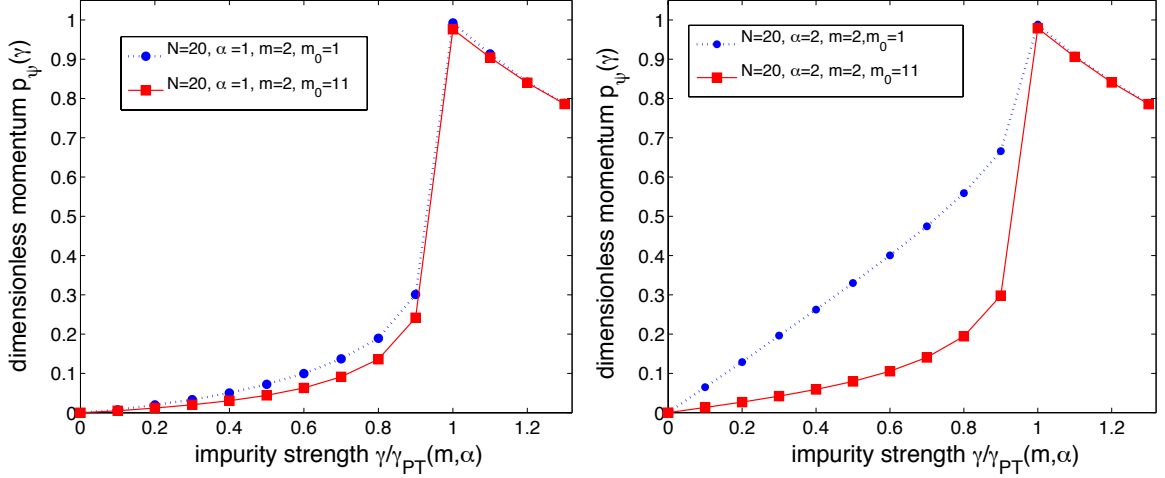 dimensionless momentum pψ(γ)
1
0.9
0.8
0.7
0.6
0.5
0.4
0.3
0.2
0.1
0
N=20, α =1, m=2, m0=1
N=20, α =1, m=2, m0=11
0 0.2 0.4 0.6 0.8 1 1.2
impurity strength γ/γPT(m,α)
dimensionless momentum pψ(γ)
1
0.9
0.8
0.7
0.6
0.5
0.4
0.3
0.2
0.1
0
N=20, α=2, m=2,m0=1
N=20, α=2, m=2, m0=11
0 0.2 0.4 0.6 0.8 1 1.2
impurity strength γ/γPT(m,α)